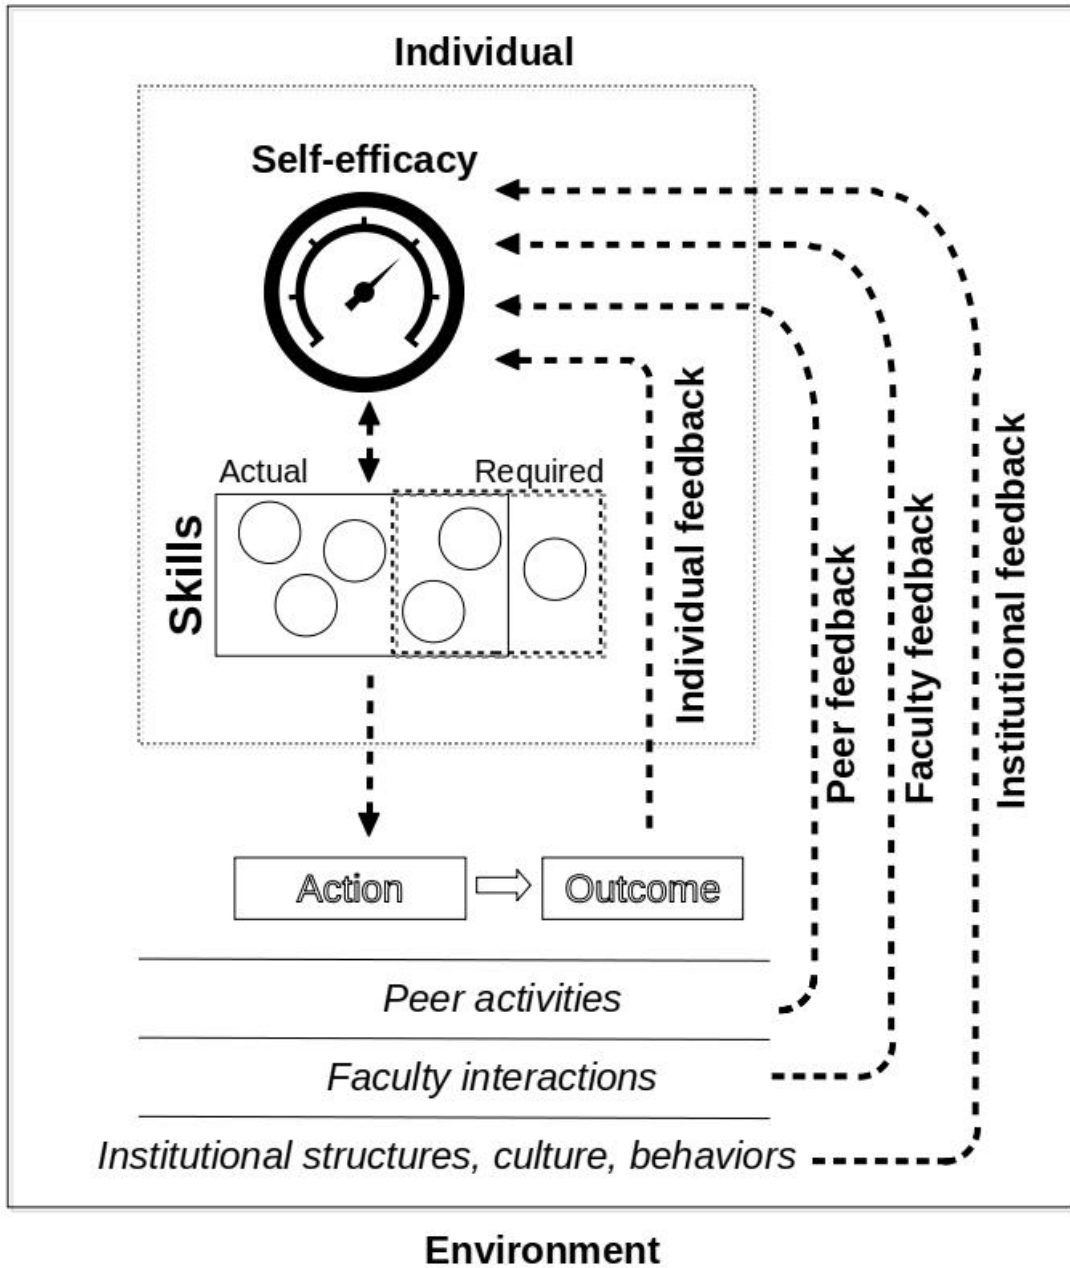 Individual
Self-efficacy
Actual
Required
Skills
Individual feedback
Peer feedback
Faculty feedback
Institutional feedback
Action
Outcome
Peer activities
Faculty interactions
Institutional structures, culture, behaviors
Environment